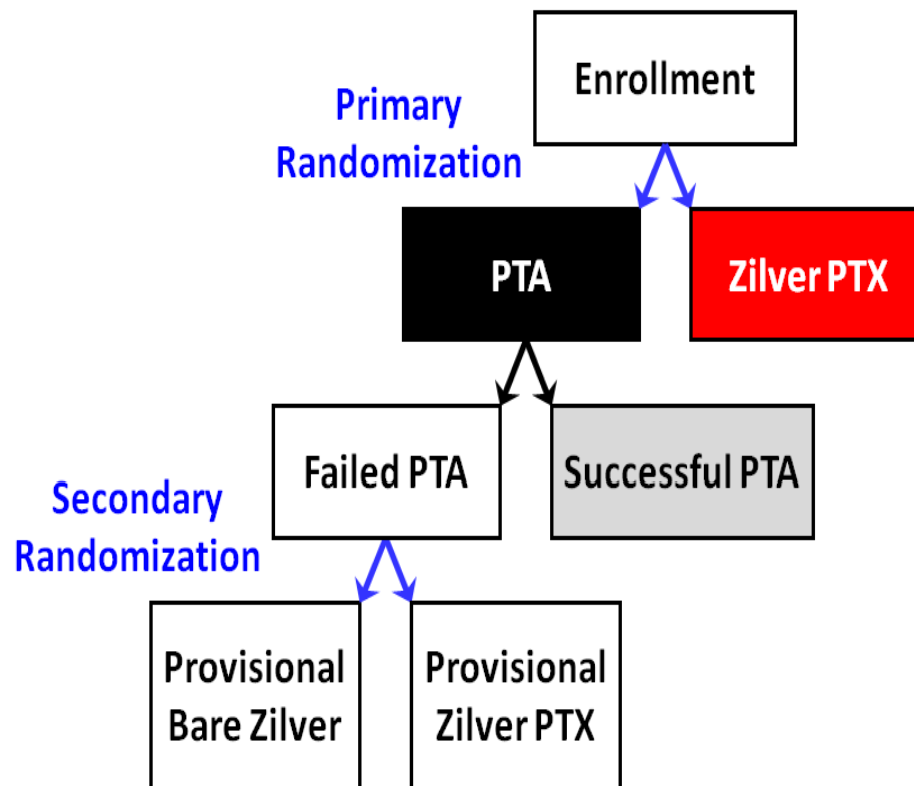 Enrollment
Primary
Randomization
PTA
Zilver PTX
Failed PTA
Successful PTA
Secondary
Randomization
Provisional
Bare Zilver
Provisional
Zilver PTX